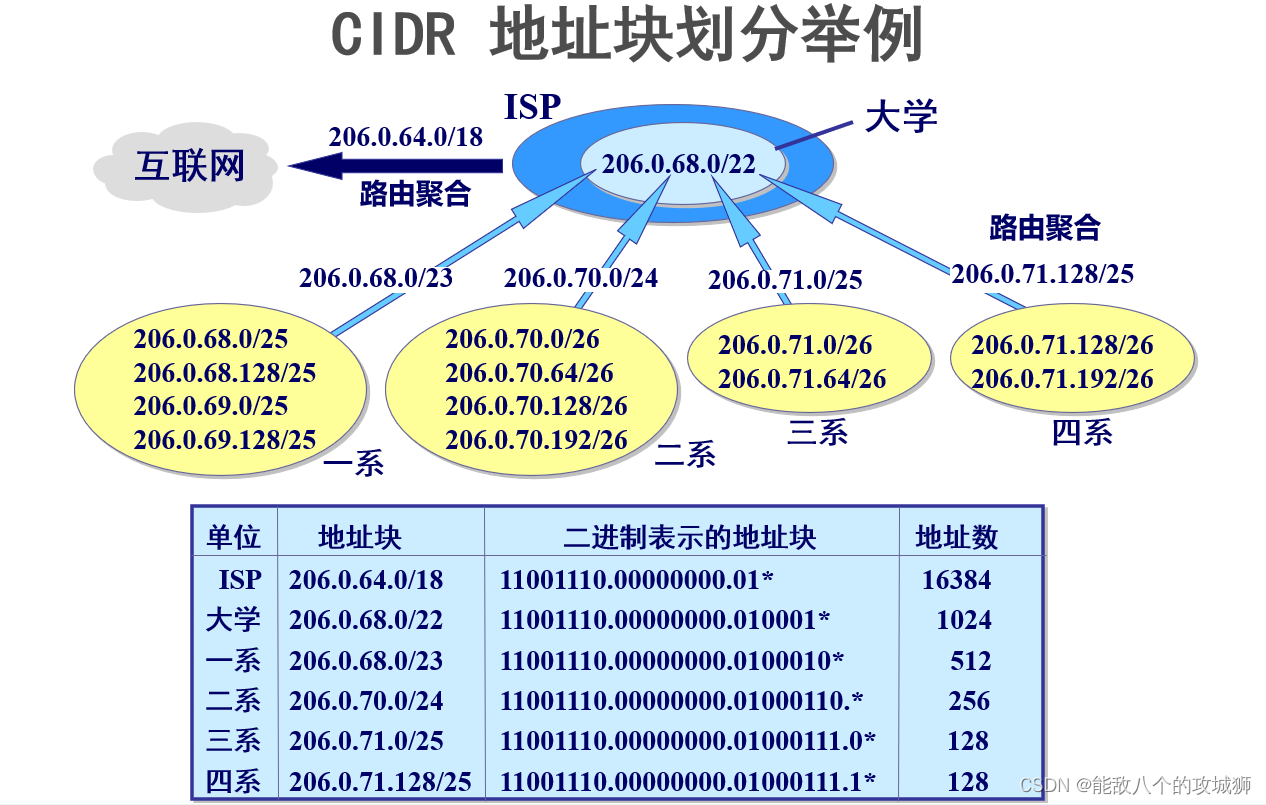 CIDR 地址块划分举例
ISP
大学
206.0.64.0/18
互联网
206.0.68.0/22
路由聚合
路由聚合
206.0.68.0/23
206.0.70.0/24
206.0.71.0/25
206.0.71.128/25
206.0.68.0/25
206.0.68.128/25
206.0.69.0/25
206.0.69.128/25
一系
206.0.70.0/26
206.0.70.64/26
206.0.70.128/26
206.0.70.192/26
二系
206.0.71.0/26
206.0.71.64/26
三系
206.0.71.128/26
206.0.71.192/26
四系
单位 地址块 二进制表示的地址块 地址数
ISP 206.0.64.0/18 11001110.00000000.01* 16384
大学 206.0.68.0/22 11001110.00000000.010001* 1024
一系 206.0.68.0/23 11001110.00000000.0100010* 512
二系 206.0.70.0/24 11001110.00000000.01000110.* 256
三系 206.0.71.0/25 11001110.00000000.01000111.0* 128
四系 206.0.71.128/25 11001110.00000000.01000111.1* 128
CSDN @能敌八个的攻城狮